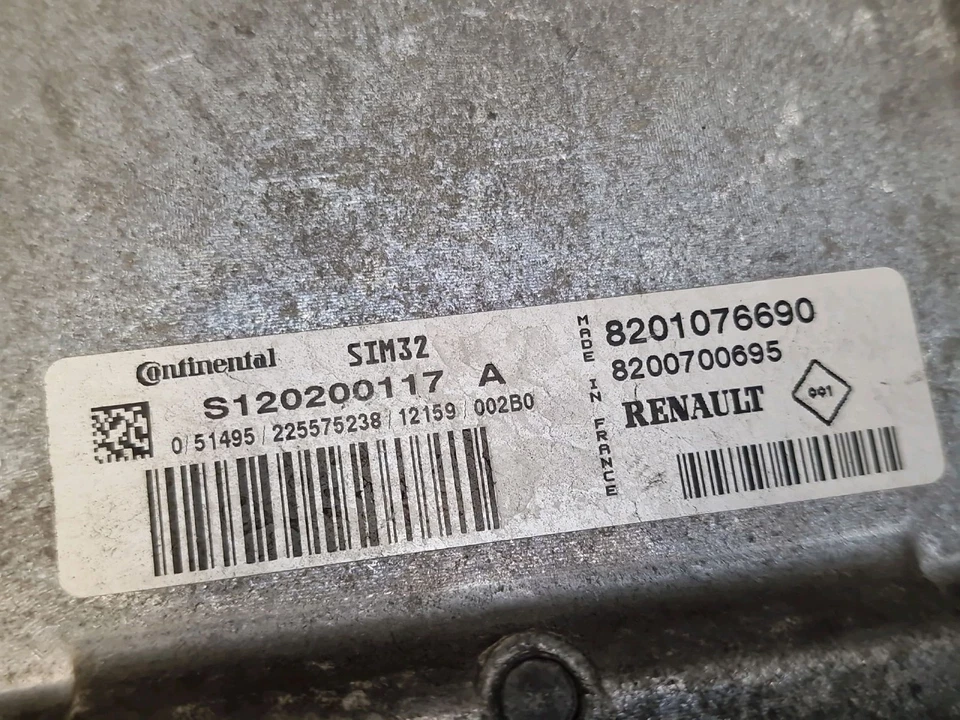 Continental SIM32
S120200117 A
0/51495/225575238/12159/002B0
MADE IN FRANCE
8201076690
8200700695
RENAULT